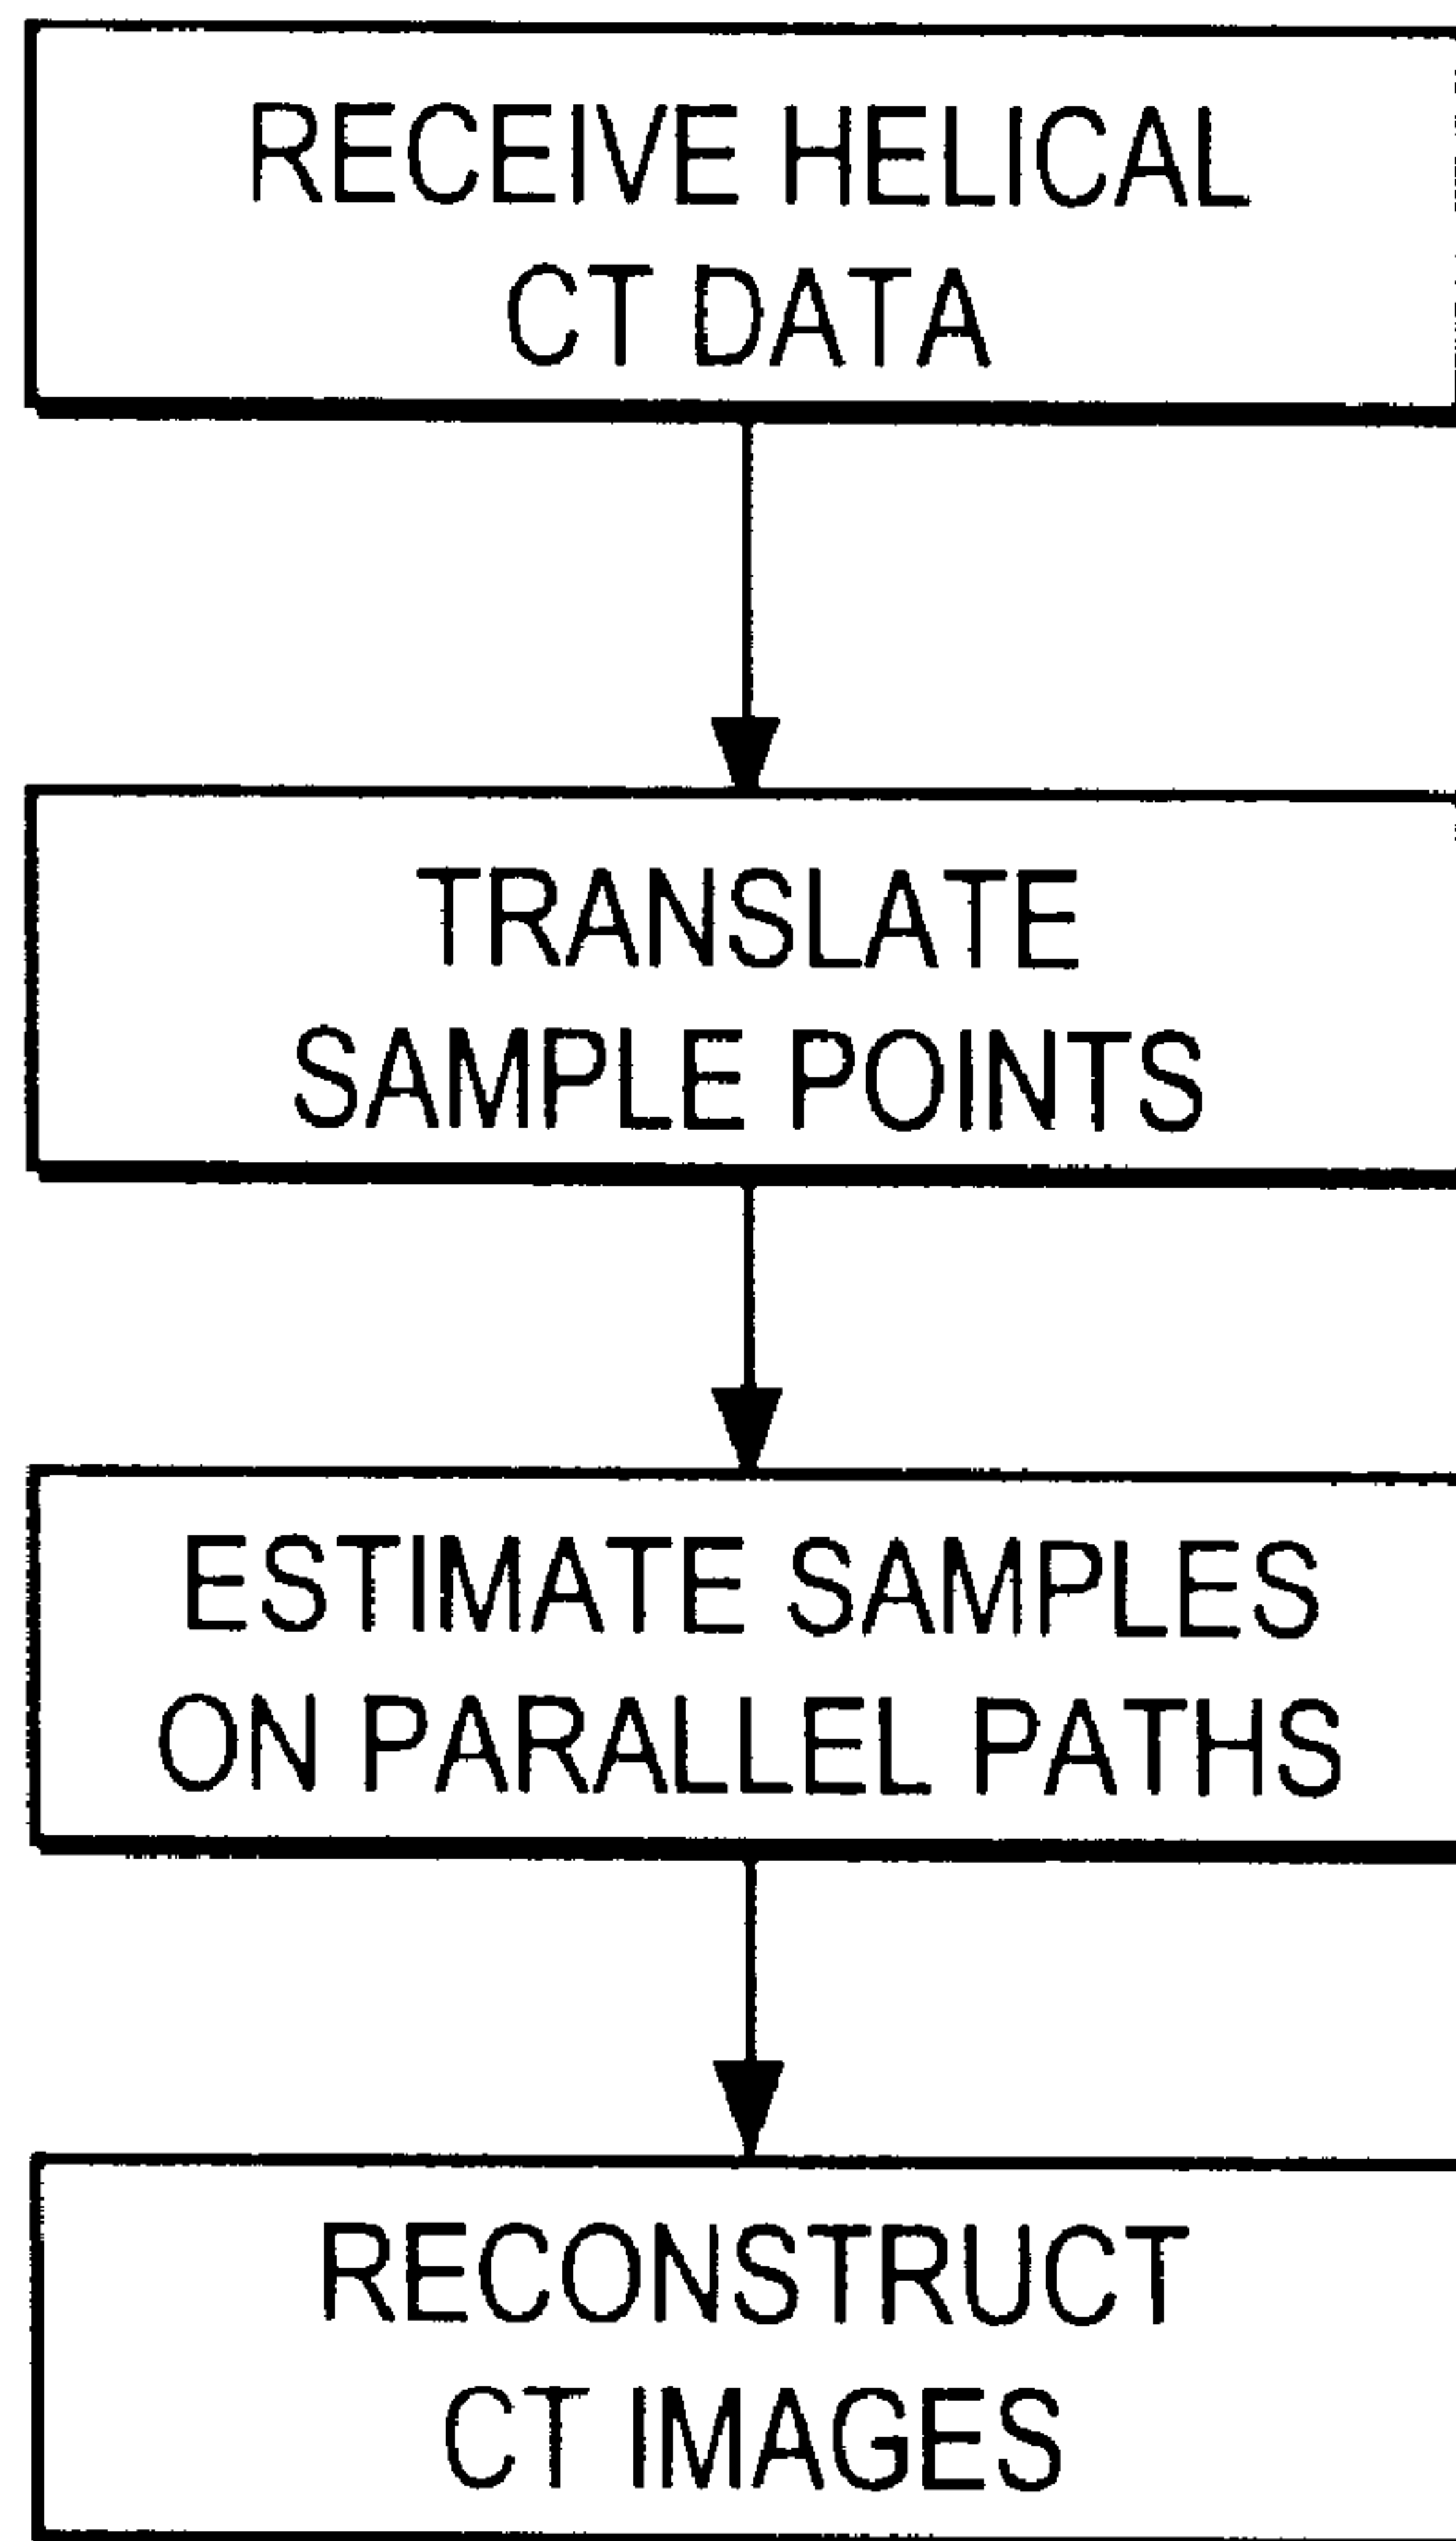 RECEIVE HELICAL
CT DATA
TRANSLATE
SAMPLE POINTS
ESTIMATE SAMPLES
ON PARALLEL PATHS
RECONSTRUCT
CT IMAGES